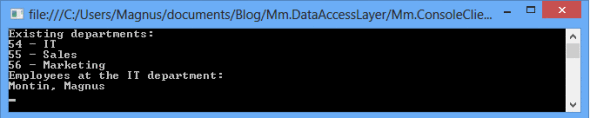 file:///C:/Users/Magnus/documents/Blog/Mm.DataAccessLayer/Mm.ConsoleClie...
Existing departments:
54 - IT
55 - Sales
56 - Marketing
Employees at the IT department:
Montin, Magnus